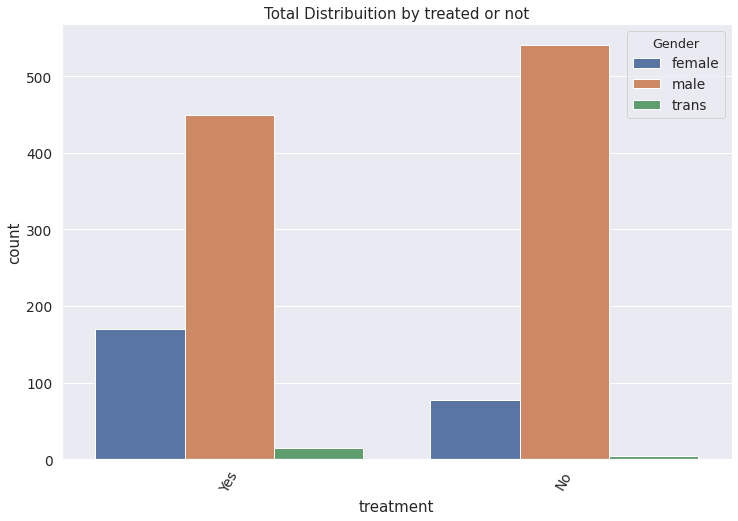 Total Distribuition by treated or not
Gender
female
male
trans
count
500
400
300
200
100
0
Yes
No
treatment